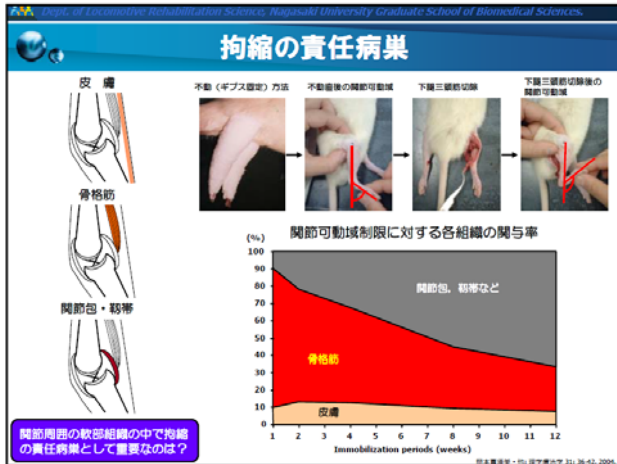 Dept. of Locomotive Rehabilitation Science, Nagasaki University Graduate School of Biomedical Sciences.
拘縮の責任病巣
皮 膚
骨格筋
関節包・靱帯
関節周囲の軟部組織の中で拘縮
の責任病巣として重要なのは？
不動（ギプス固定）方法
不動直後の関節可動域
下腿三頭筋切除
下腿三頭筋切除後の
関節可動域
関節可動域制限に対する各組織の関与率
(%)
100
90
80
70
60
50
40
30
20
10
0
関節包，靱帯など
骨格筋
皮膚
1 2 3 4 5 6 7 8 9 10 11 12
Immobilization periods (weeks)
31: 36-42, 2004.